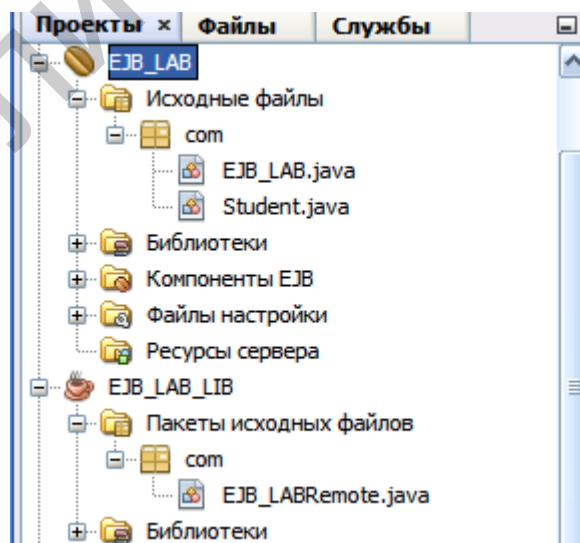 Проекты × Файлы Службы
EJB_LAB
Исходные файлы
com
EJB_LAB.java
Student.java
Библиотеки
Компоненты EJB
Файлы настройки
Ресурсы сервера
EJB_LAB_LIB
Пакеты исходных файлов
com
EJB_LABRemote.java
Библиотеки